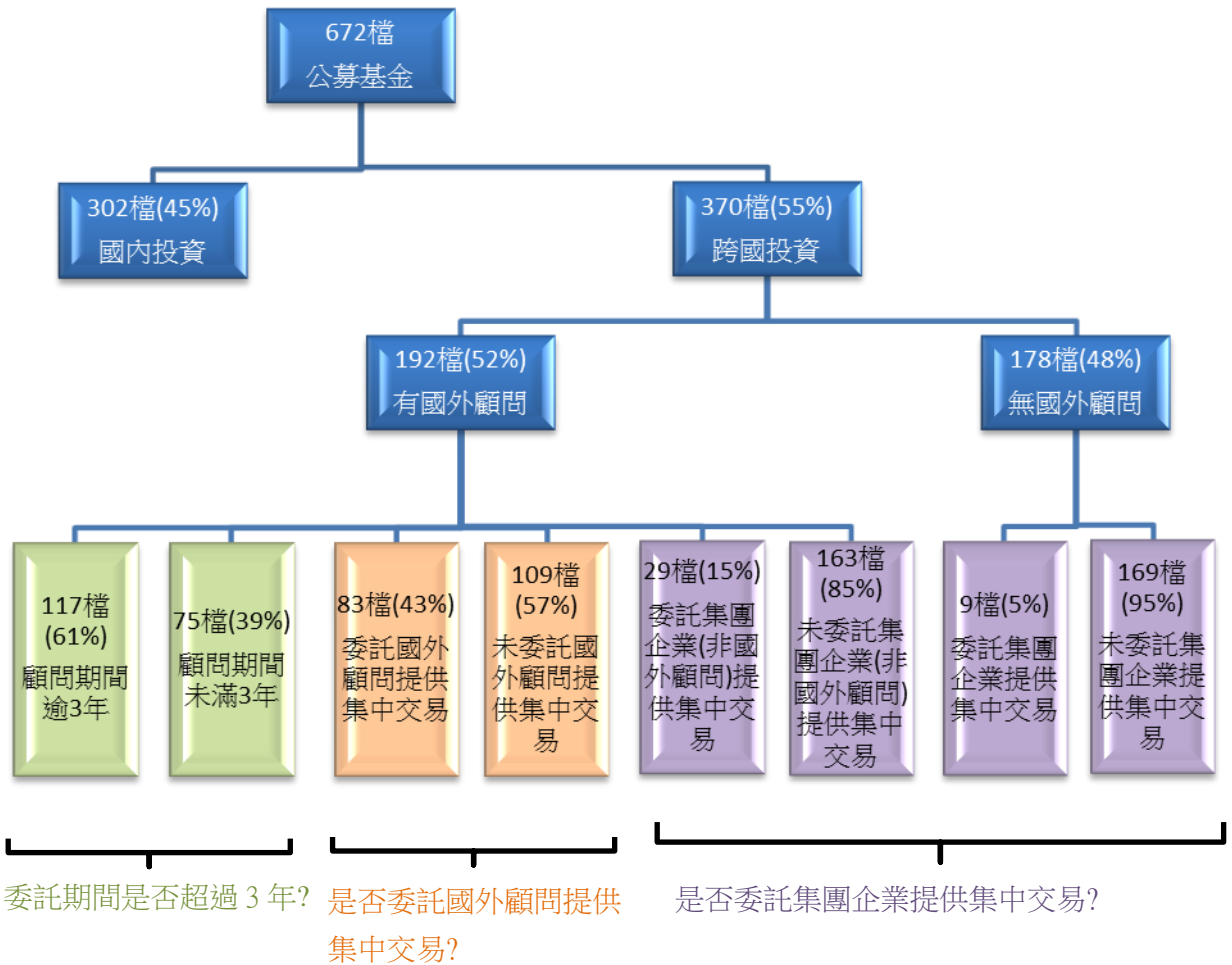 672檔
公募基金
302檔(45%)
國內投資
370檔(55%)
跨國投資
192檔(52%)
有國外顧問
178檔(48%)
無國外顧問
117檔
(61%)
顧問期間
逾3年
75檔(39%)
顧問期間
未滿3年
83檔(43%)
委託國外
顧問提供
集中交易
109檔
(57%)
未委託國
外顧問提
供集中交
易
29檔(15%)
委託集團
企業(非國
外顧問)提
供集中交
易
163檔
(85%)
未委託集
團企業(非
國外顧問)
提供集中
交易
9檔(5%)
委託集團
企業提供
集中交易
169檔
(95%)
未委託集
團企業提
供集中交
易
委託期間是否超過 3 年?
是否委託國外顧問提供
集中交易?
是否委託集團企業提供集中交易?